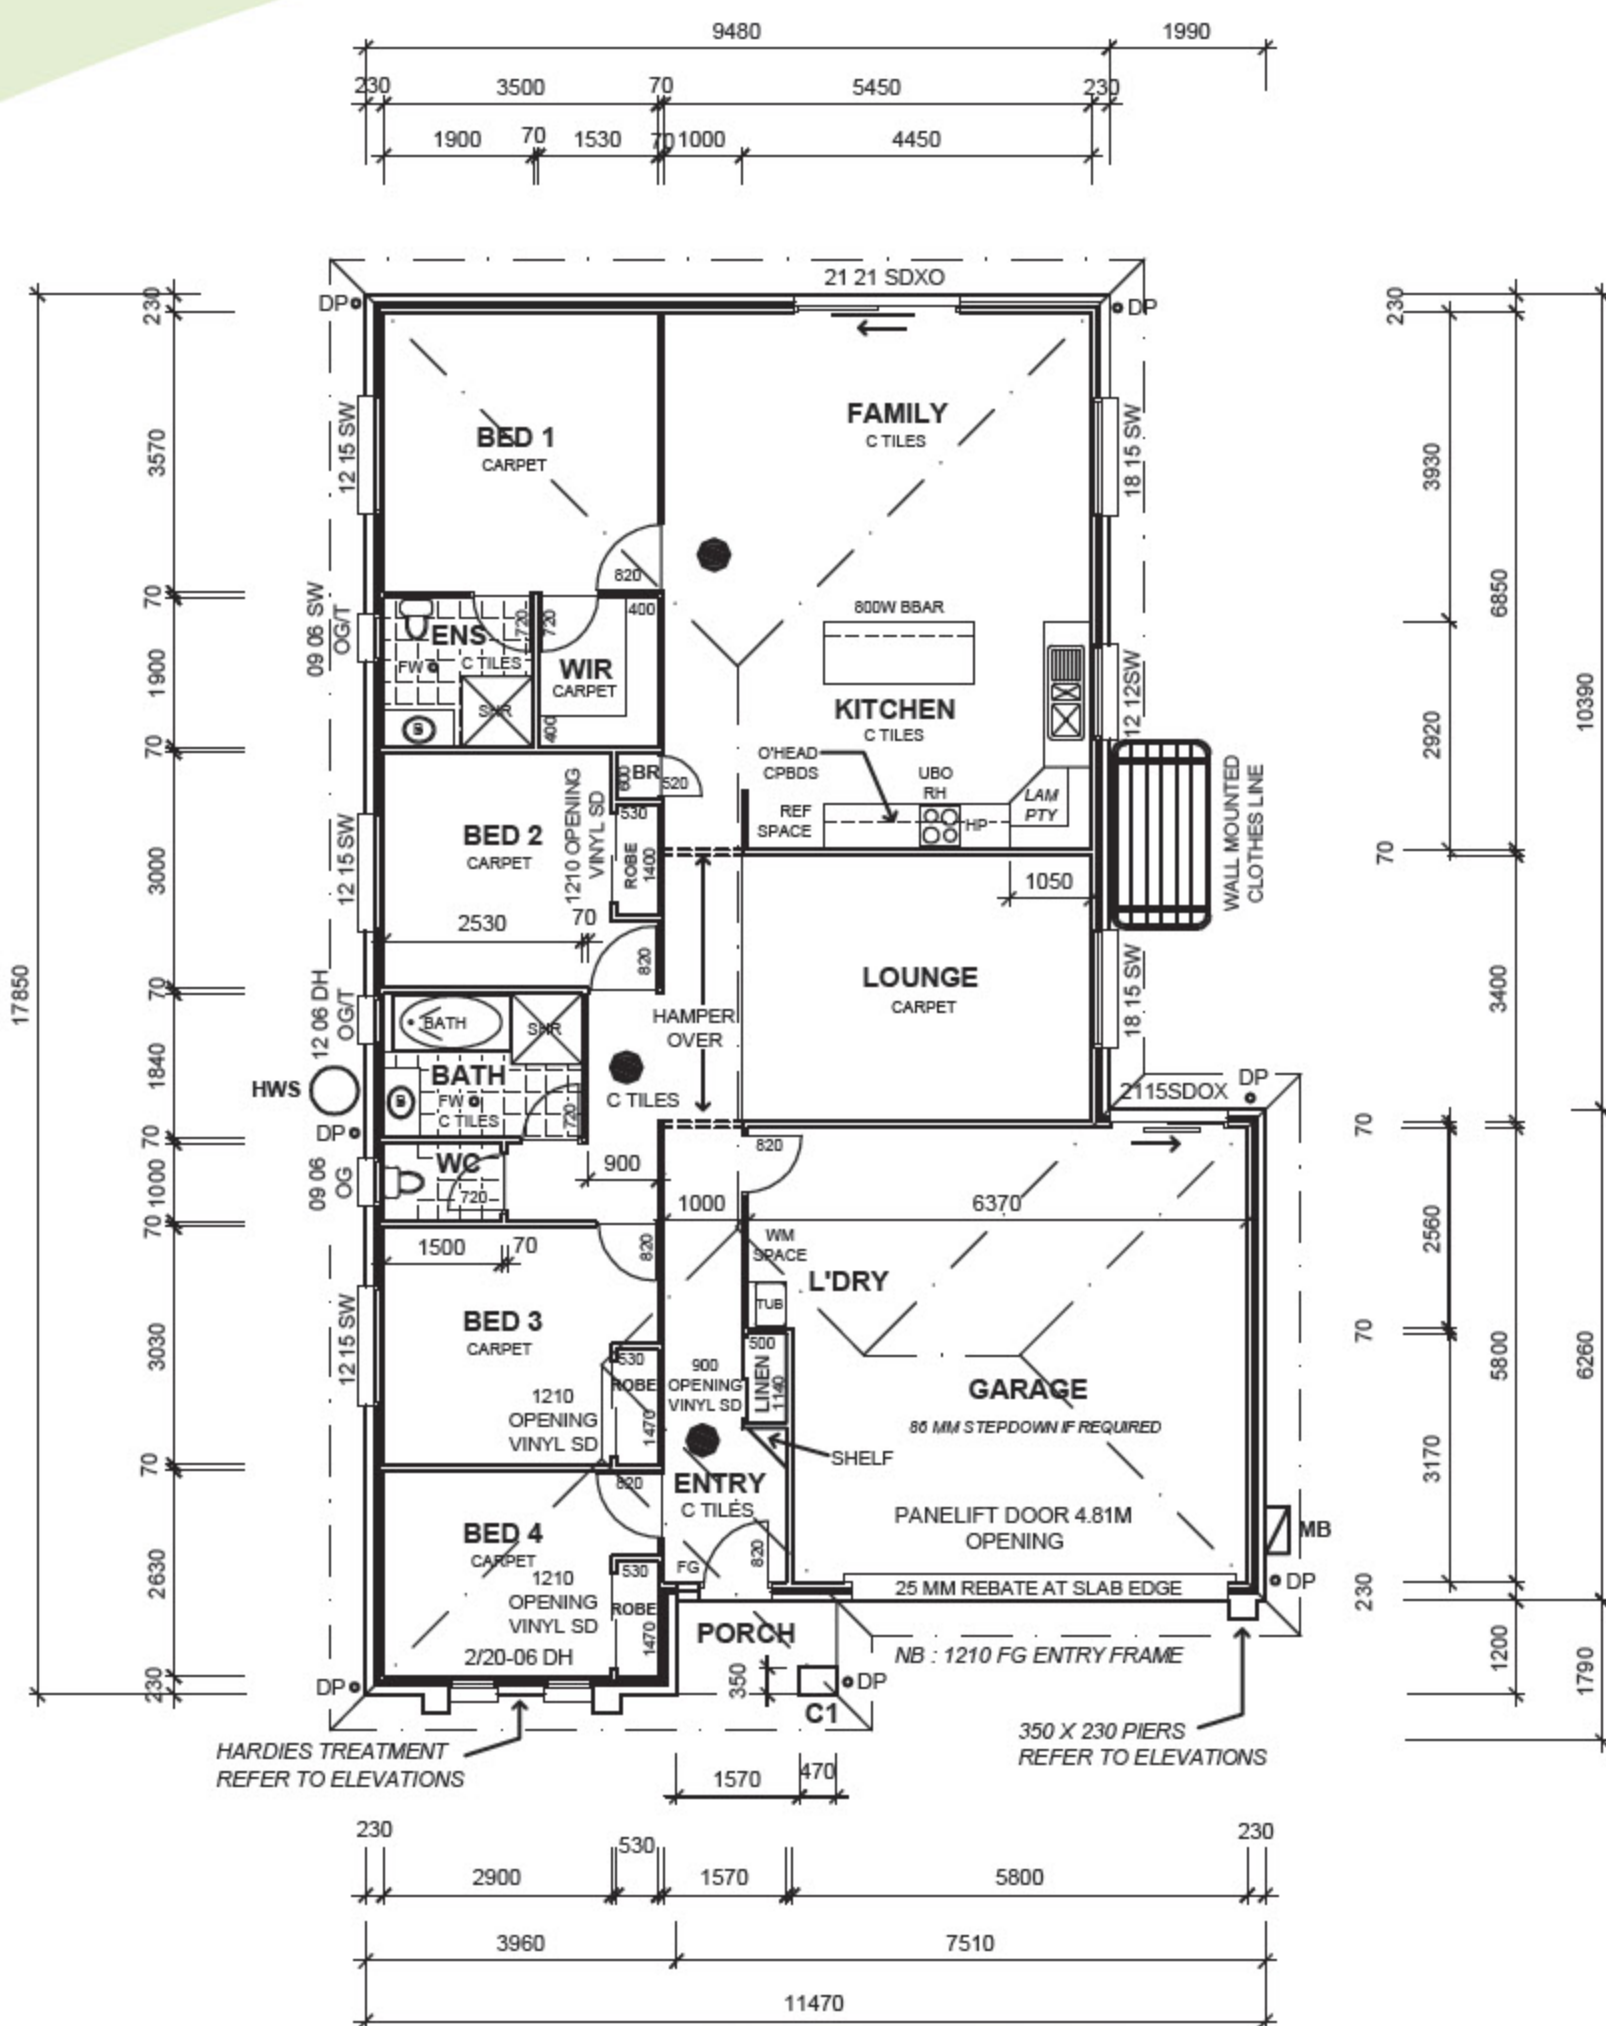 9480
1990
230
3500
70
5450
230
1900
70
1530
70
1000
4450
21 21 SDXO
DP
DP
230
3570
70
1900
70
3000
70
1840
70
1000
70
3030
70
2630
230
17850
12 15 SW
09 06 SW
OG/T
12 15 SW
12 06 DH
OG/T
HWS
DP
09 06
OG
12 15 SW
DP
BED 1
CARPET
820
FAMILY
C TILES
18 15 SW
ENS
C TILES
FW
SHR
B
720
720
400
WIR
CARPET
400
800W BBAR
KITCHEN
C TILES
12 12SW
O'HEAD
CPBDS
UBO
RH
REF
SPACE
HP
LAM
PTY
WALL MOUNTED
CLOTHES LINE
BED 2
CARPET
1210 OPENING
VINYL SD
600
BR
520
530
ROBE
1400
2530
70
820
1050
LOUNGE
CARPET
18 15 SW
HAMPER
OVER
BATH
SHR
BATH
FW
C TILES
B
720
C TILES
2115SDOX
DP
WC
720
900
820
1000
6370
1500
70
820
WM
SPACE
L'DRY
TUB
BED 3
CARPET
530
ROBE
1470
1210
OPENING
VINYL SD
900
OPENING
VINYL SD
500
LINEN
1140
GARAGE
86 MM STEPDOWN IF REQUIRED
SHELF
ENTRY
C TILES
820
BED 4
CARPET
1210
OPENING
VINYL SD
530
ROBE
1470
2/20-06 DH
FG
820
PANELIFT DOOR 4.81M
OPENING
MB
25 MM REBATE AT SLAB EDGE
DP
PORCH
NB : 1210 FG ENTRY FRAME
350
DP
C1
HARDIES TREATMENT
REFER TO ELEVATIONS
350 X 230 PIERS
REFER TO ELEVATIONS
230
3930
6850
10390
2920
70
3400
70
2560
70
5800
6260
3170
230
1200
1790
1570
470
230
530
230
2900
1570
5800
3960
7510
11470